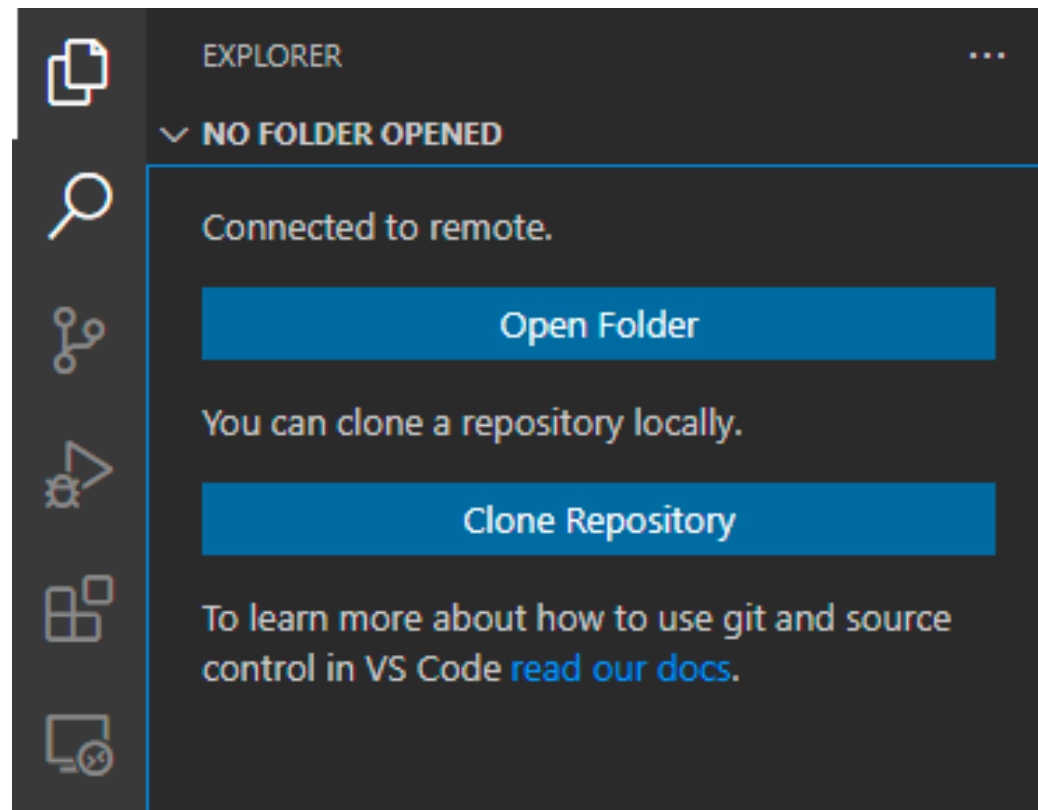 EXPLORER
NO FOLDER OPENED
Connected to remote.
Open Folder
You can clone a repository locally.
Clone Repository
To learn more about how to use git and source
control in VS Code read our docs.